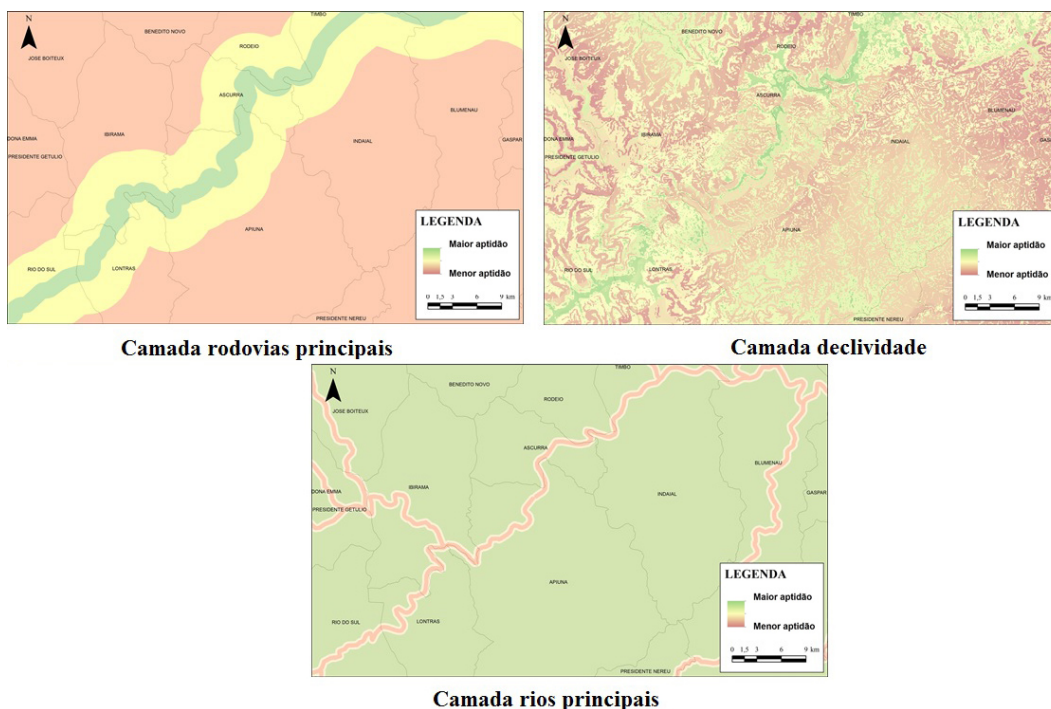 N
TIMBO
BENEDITO NOVO
RODEIO
JOSE BOITEUX
ASCURRA
BLUMENAU
IBIRAMA
DONA EMMA
INDAIAL
GASPAR
PRESIDENTE GETULIO
APIUNA
RIO DO SUL
LONTRAS
PRESIDENTE NEREU
LEGENDA
Maior aptidão
Menor aptidão
0 1,5 3 6 9 km
Camada rodovias principais
N
TIMBO
BENEDITO NOVO
RODEIO
JOSE BOITEUX
ASCURRA
BLUMENAU
IBIRAMA
DONA EMMA
INDAIAL
GAS
PRESIDENTE GETULIO
APIUNA
RIO DO SUL
LONTRAS
PRESIDENTE NEREU
LEGENDA
Maior aptidão
Menor aptidão
0 1,5 3 6 9 km
Camada declividade
N
TIMBO
BENEDITO NOVO
RODEIO
JOSE BOITEUX
ASCURRA
BLUMENAU
IBIRAMA
DONA EMMA
INDAIAL
GASPAR
PRESIDENTE GETULIO
APIUNA
RIO DO SUL
LONTRAS
PRESIDENTE NEREU
LEGENDA
Maior aptidão
Menor aptidão
0 1,5 3 6 9 km
Camada rios principais